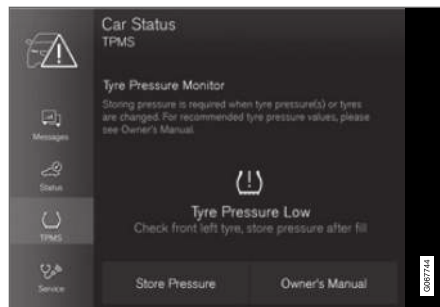 Car Status
TPMS
Tyre Pressure Monitor
Storing pressure is required when tyre pressure(s) or tyres
are changed. For recommended tyre pressure values, please
see Owner's Manual.
Messages
Status
TPMS
Service
Tyre Pressure Low
Check front left tyre, store pressure after fill
Store Pressure
Owner's Manual
G067744